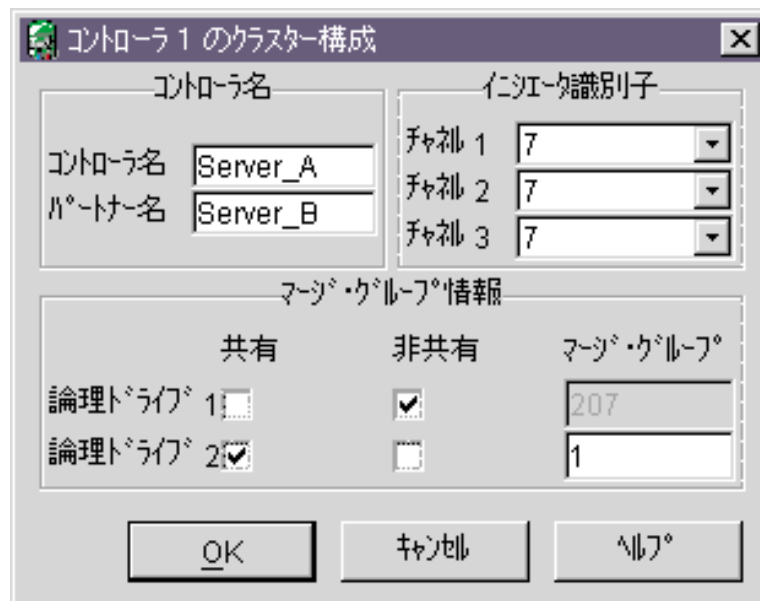 コントローラ 1 のクラスター構成
コントローラ名
コントローラ名 Server_A
パートナー名 Server_B
イニシエータ識別子
チャネル 1 7
チャネル 2 7
チャネル 3 7
マージ・グループ情報
共有 非共有 マージ・グループ
論理ドライブ 1 207
論理ドライブ 2 1
OK キャンセル ヘルプ